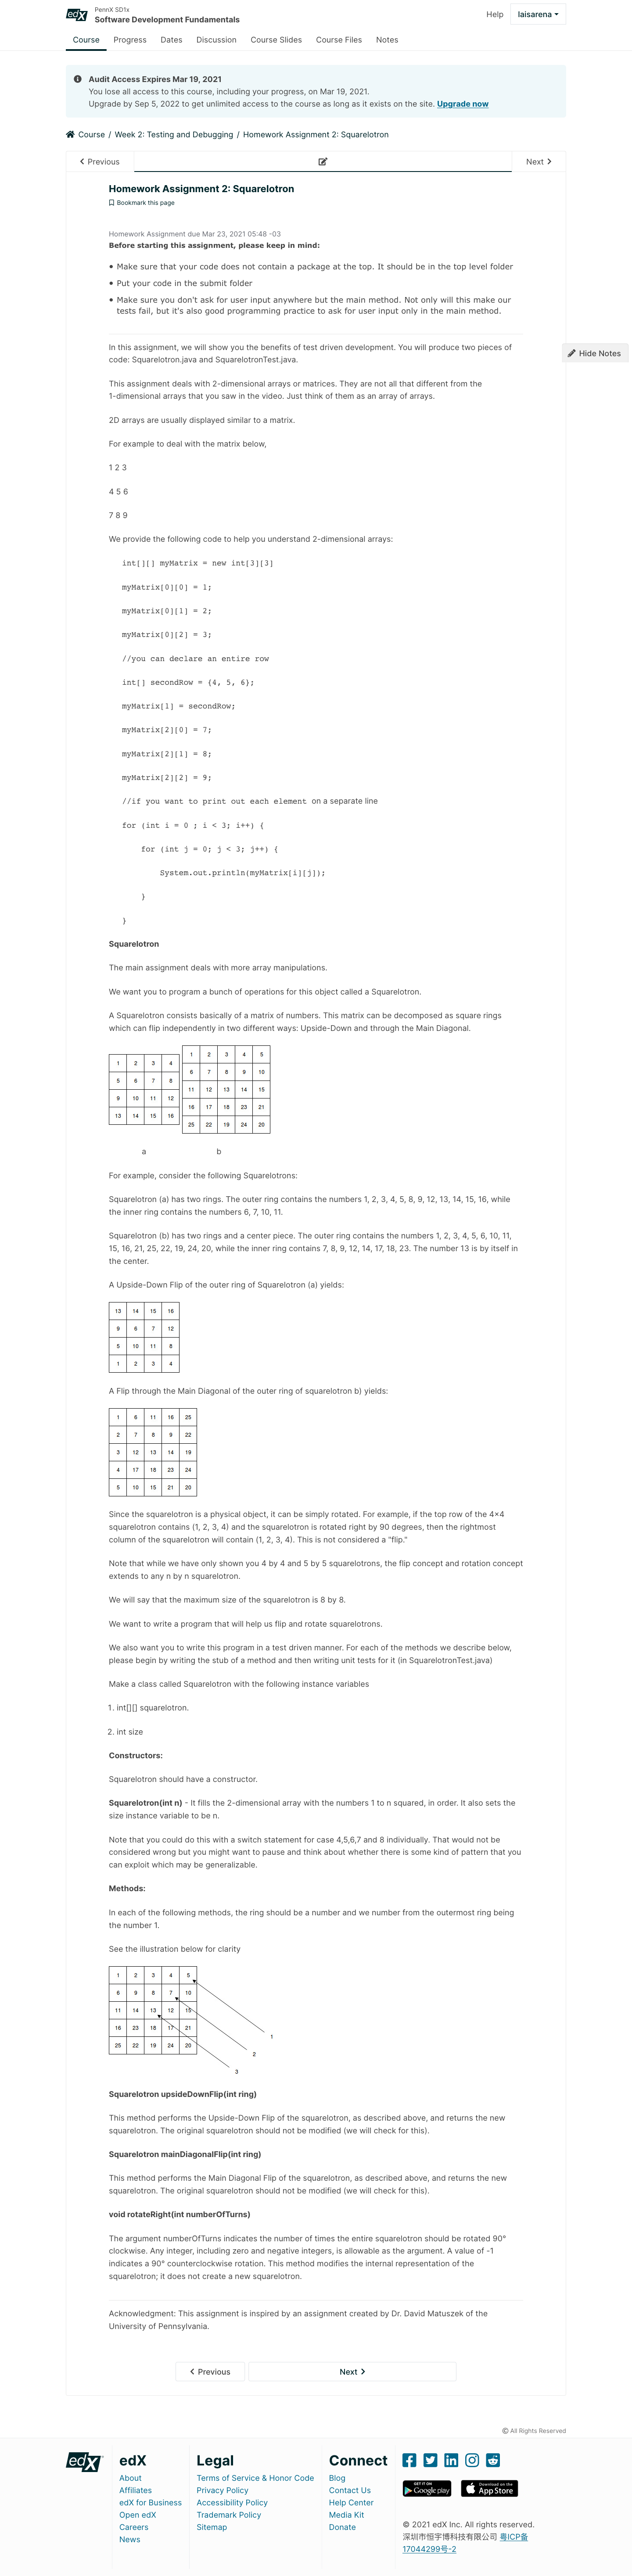 edX
PennX SD1x
Software Development Fundamentals
Help
laisarena
Course
Progress
Dates
Discussion
Course Slides
Course Files
Notes
Audit Access Expires Mar 19, 2021
You lose all access to this course, including your progress, on Mar 19, 2021.
Upgrade by Sep 5, 2022 to get unlimited access to the course as long as it exists on the site. Upgrade now
Course / Week 2: Testing and Debugging / Homework Assignment 2: Squarelotron
Previous
Next
Homework Assignment 2: Squarelotron
Bookmark this page
Homework Assignment due Mar 23, 2021 05:48 -03
Before starting this assignment, please keep in mind:
• Make sure that your code does not contain a package at the top. It should be in the top level folder
• Put your code in the submit folder
• Make sure you don't ask for user input anywhere but the main method. Not only will this make our
tests fail, but it's also good programming practice to ask for user input only in the main method.
Hide Notes
In this assignment, we will show you the benefits of test driven development. You will produce two pieces of
code: Squarelotron.java and SquarelotronTest.java.
This assignment deals with 2-dimensional arrays or matrices. They are not all that different from the
1-dimensional arrays that you saw in the video. Just think of them as an array of arrays.
2D arrays are usually displayed similar to a matrix.
For example to deal with the matrix below,
1 2 3
4 5 6
7 8 9
We provide the following code to help you understand 2-dimensional arrays:
int[][] myMatrix = new int[3][3]
myMatrix[0][0] = 1;
myMatrix[0][1] = 2;
myMatrix[0][2] = 3;
//you can declare an entire row
int[] secondRow = {4, 5, 6};
myMatrix[1] = secondRow;
myMatrix[2][0] = 7;
myMatrix[2][1] = 8;
myMatrix[2][2] = 9;
//if you want to print out each element on a separate line
for (int i = 0 ; i < 3; i++) {
for (int j = 0; j < 3; j++) {
System.out.println(myMatrix[i][j]);
}
}
Squarelotron
The main assignment deals with more array manipulations.
We want you to program a bunch of operations for this object called a Squarelotron.
A Squarelotron consists basically of a matrix of numbers. This matrix can be decomposed as square rings
which can flip independently in two different ways: Upside-Down and through the Main Diagonal.
1 2 3 4
5 6 7 8
9 10 11 12
13 14 15 16
1 2 3 4 5
6 7 8 9 10
11 12 13 14 15
16 17 18 23 21
25 22 19 24 20
a b
For example, consider the following Squarelotrons:
Squarelotron (a) has two rings. The outer ring contains the numbers 1, 2, 3, 4, 5, 8, 9, 12, 13, 14, 15, 16, while
the inner ring contains the numbers 6, 7, 10, 11.
Squarelotron (b) has two rings and a center piece. The outer ring contains the numbers 1, 2, 3, 4, 5, 6, 10, 11,
15, 16, 21, 25, 22, 19, 24, 20, while the inner ring contains 7, 8, 9, 12, 14, 17, 18, 23. The number 13 is by itself in
the center.
A Upside-Down Flip of the outer ring of Squarelotron (a) yields:
13 14 15 16
9 6 7 12
5 10 11 8
1 2 3 4
A Flip through the Main Diagonal of the outer ring of squarelotron b) yields:
1 6 11 16 25
2 7 8 9 22
3 12 13 14 19
4 17 18 23 24
5 10 15 21 20
Since the squarelotron is a physical object, it can be simply rotated. For example, if the top row of the 4×4
squarelotron contains (1, 2, 3, 4) and the squarelotron is rotated right by 90 degrees, then the rightmost
column of the squarelotron will contain (1, 2, 3, 4). This is not considered a "flip."
Note that while we have only shown you 4 by 4 and 5 by 5 squarelotrons, the flip concept and rotation concept
extends to any n by n squarelotron.
We will say that the maximum size of the squarelotron is 8 by 8.
We want to write a program that will help us flip and rotate squarelotrons.
We also want you to write this program in a test driven manner. For each of the methods we describe below,
please begin by writing the stub of a method and then writing unit tests for it (in SquarelotronTest.java)
Make a class called Squarelotron with the following instance variables
1. int[][] squarelotron.
2. int size
Constructors:
Squarelotron should have a constructor.
Squarelotron(int n) - It fills the 2-dimensional array with the numbers 1 to n squared, in order. It also sets the
size instance variable to be n.
Note that you could do this with a switch statement for case 4,5,6,7 and 8 individually. That would not be
considered wrong but you might want to pause and think about whether there is some kind of pattern that you
can exploit which may be generalizable.
Methods:
In each of the following methods, the ring should be a number and we number from the outermost ring being
the number 1.
See the illustration below for clarity
1 2 3 4 5
6 9 8 7 10
11 14 13 12 15
16 23 18 17 21
25 22 19 24 20
1
2
3
Squarelotron upsideDownFlip(int ring)
This method performs the Upside-Down Flip of the squarelotron, as described above, and returns the new
squarelotron. The original squarelotron should not be modified (we will check for this).
Squarelotron mainDiagonalFlip(int ring)
This method performs the Main Diagonal Flip of the squarelotron, as described above, and returns the new
squarelotron. The original squarelotron should not be modified (we will check for this).
void rotateRight(int numberOfTurns)
The argument numberOfTurns indicates the number of times the entire squarelotron should be rotated 90°
clockwise. Any integer, including zero and negative integers, is allowable as the argument. A value of -1
indicates a 90° counterclockwise rotation. This method modifies the internal representation of the
squarelotron; it does not create a new squarelotron.
Acknowledgment: This assignment is inspired by an assignment created by Dr. David Matuszek of the
University of Pennsylvania.
Previous
Next
© All Rights Reserved
edX
edX
About
Affiliates
edX for Business
Open edX
Careers
News
Legal
Terms of Service & Honor Code
Privacy Policy
Accessibility Policy
Trademark Policy
Sitemap
Connect
Blog
Contact Us
Help Center
Media Kit
Donate
GET IT ON
Google Play
Download on the
App Store
© 2021 edX Inc. All rights reserved.
深圳市恒宇博科技有限公司 粤ICP备
17044299号-2